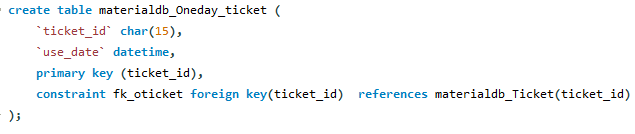 create table materialdb_Oneday_ticket (
`ticket_id` char(15),
`use_date` datetime,
primary key (ticket_id),
constraint fk_oticket foreign key(ticket_id)  references materialdb_Ticket(ticket_id)
);